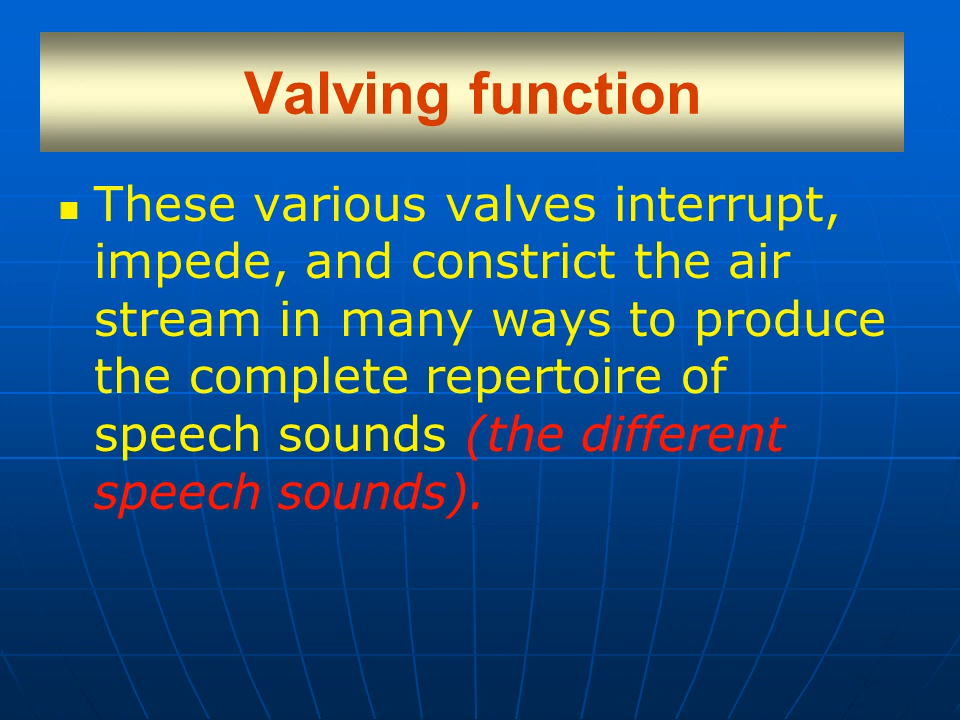 Valving function
These various valves interrupt,
impede, and constrict the air
stream in many ways to produce
the complete repertoire of
speech sounds (the different
speech sounds).